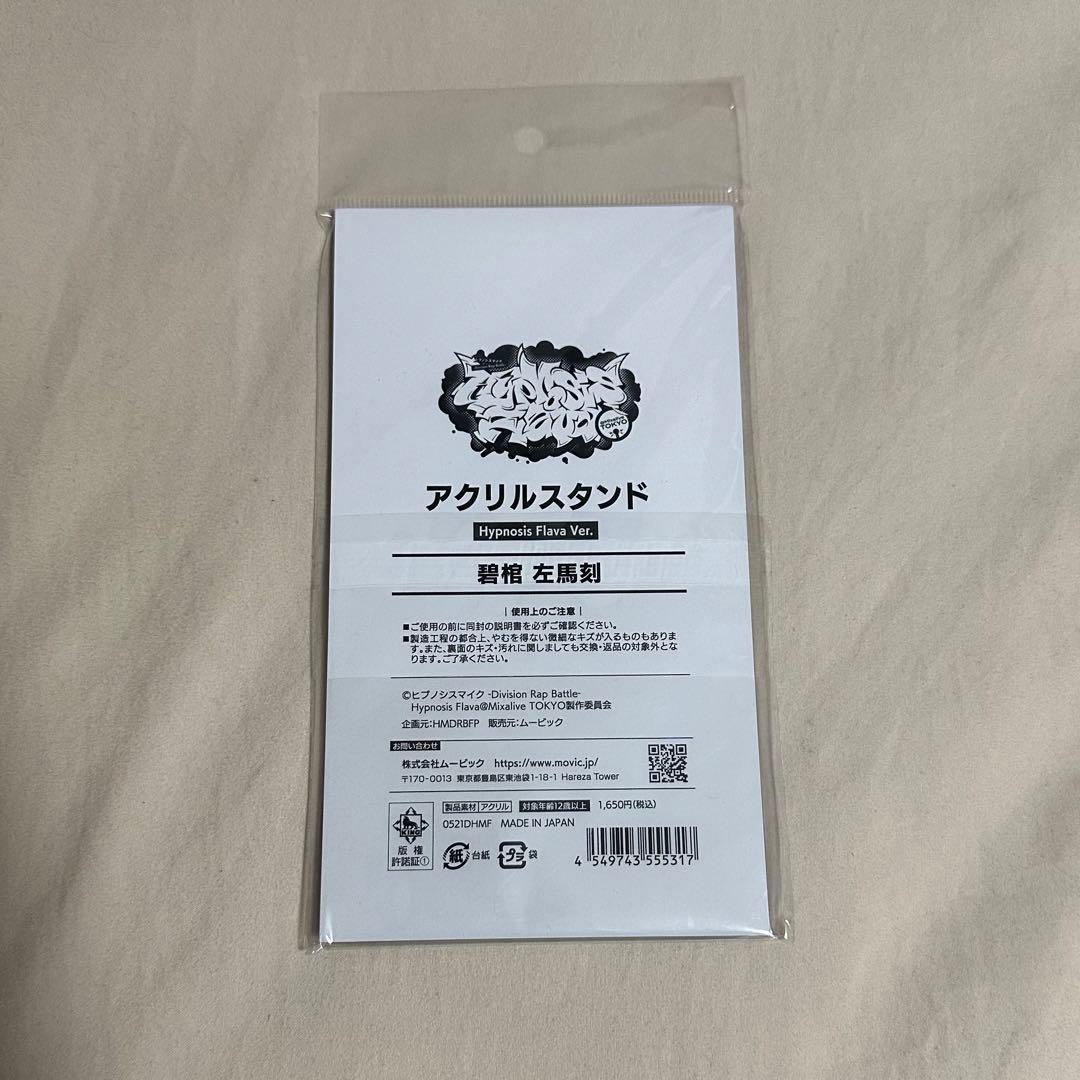 ヒプノシスマイク
Hypnosis
Flava
@Mixalive
TOKYO
アクリルスタンド
Hypnosis Flava Ver.
碧棺 左馬刻
| 使用上のご注意 |
■ご使用の前に同封の説明書を必ずご確認ください。
■製造工程の都合上、やむを得ない微細なキズが入るものもありま
す。また、裏面のキズ・汚れに関しましても交換・返品の対象外とな
ります。ご了承ください。
©ヒプノシスマイク -Division Rap Battle-
Hypnosis Flava@Mixalive TOKYO製作委員会
企画元:HMDRBFP 販売元:ムービック
お問い合わせ
株式会社ムービック https://www.movic.jp/
〒170-0013 東京都豊島区東池袋1-18-1 Hareza Tower
製品素材 アクリル 対象年齢12歳以上 1,650円(税込)
0521DHMF MADE IN JAPAN
KING
版権
許諾証①
紙 台紙 プラ 袋
4 549743 555317